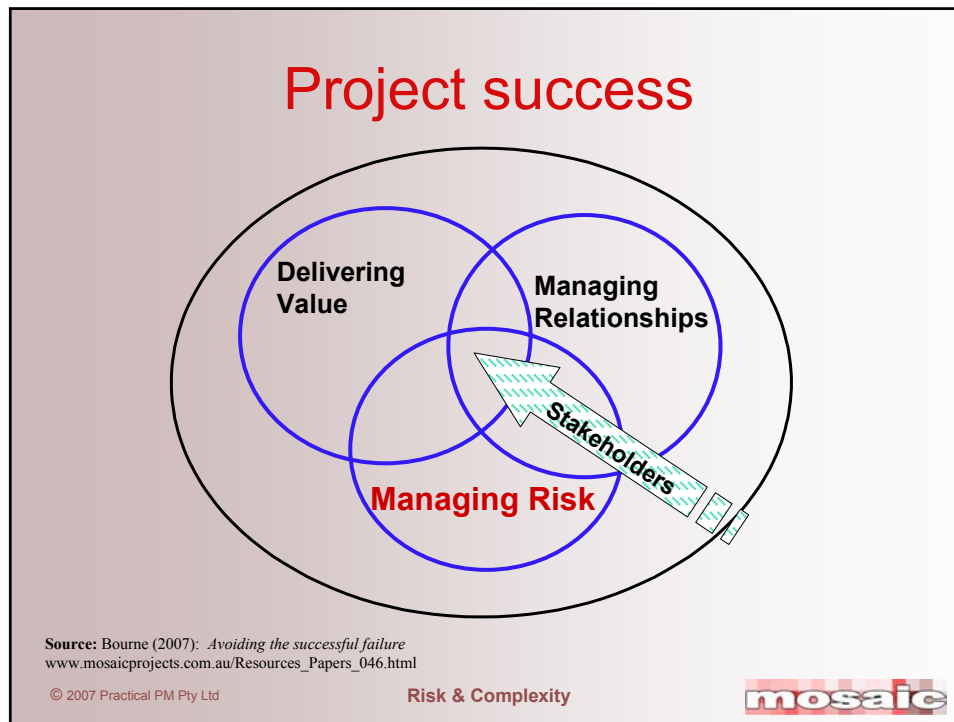 Project success
Delivering
Value
Managing
Relationships
Stakeholders
Managing Risk
Source: Bourne (2007): Avoiding the successful failure
www.mosaicprojects.com.au/Resources_Papers_046.html
© 2007 Practical PM Pty Ltd
Risk & Complexity
mosaic